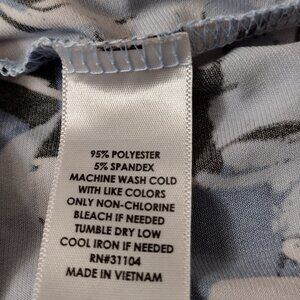 95% POLYESTER
5% SPANDEX
MACHINE WASH COLD
WITH LIKE COLORS
ONLY NON-CHLORINE
BLEACH IF NEEDED
TUMBLE DRY LOW
COOL IRON IF NEEDED
RN#31104
MADE IN VIETNAM